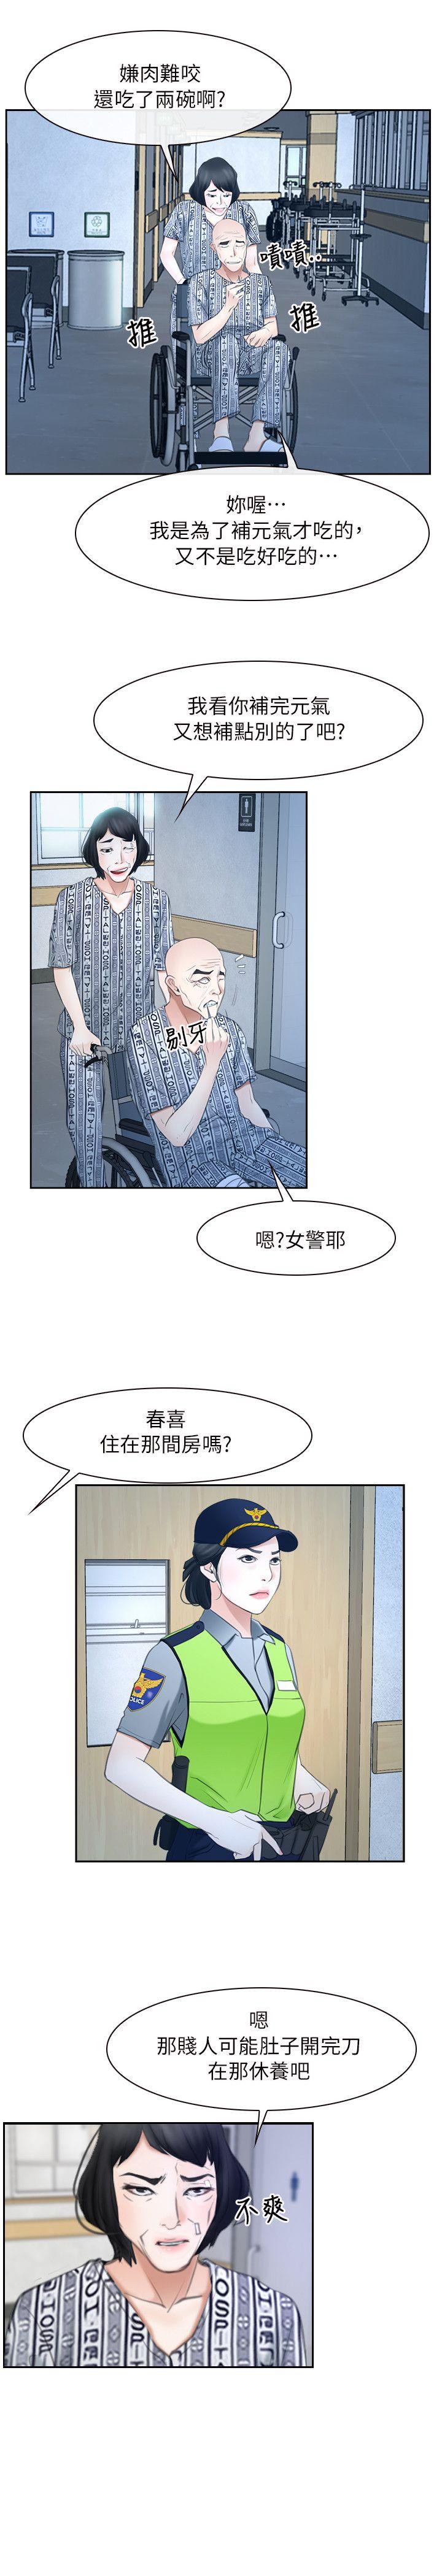 嫌肉難咬
還吃了兩碗啊?
嘖嘖..
推
推
妳喔…
我是為了補元氣才吃的,
又不是吃好吃的…
我看你補完元氣
又想補點別的了吧?
剔牙
HOSPITAL
嗯?女警耶
春喜
住在那間房嗎?
POLICE
嗯
那賤人可能肚子開完刀
在那休養吧
不爽